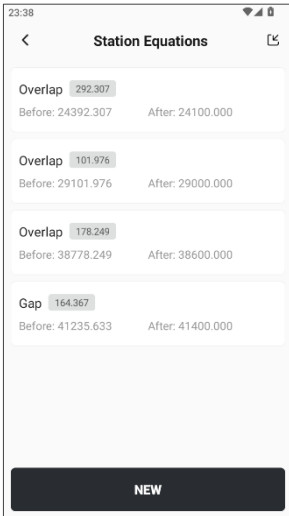 23:38
Station Equations
Overlap 292.307
Before: 24392.307 After: 24100.000
Overlap 101.976
Before: 29101.976 After: 29000.000
Overlap 178.249
Before: 38778.249 After: 38600.000
Gap 164.367
Before: 41235.633 After: 41400.000
NEW